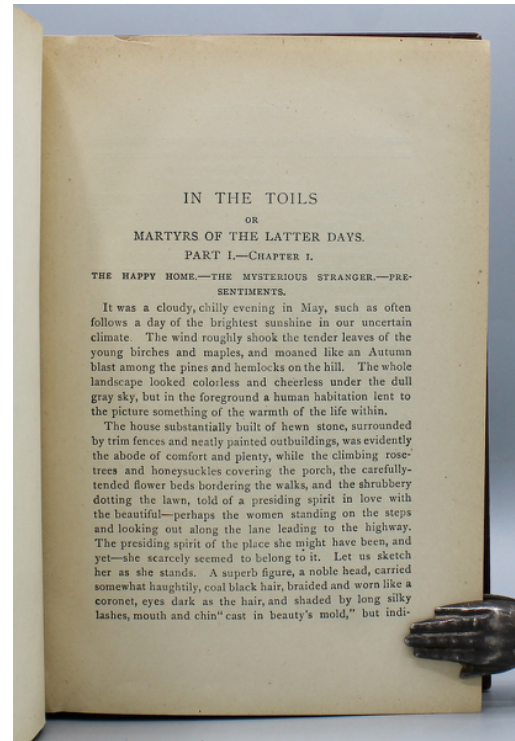 IN THE TOILS
OR
MARTYRS OF THE LATTER DAYS.
PART I.—CHAPTER I.
THE HAPPY HOME.—THE MYSTERIOUS STRANGER.—PRE-
SENTIMENTS.
It was a cloudy, chilly evening in May, such as often
follows a day of the brightest sunshine in our uncertain
climate. The wind roughly shook the tender leaves of the
young birches and maples, and moaned like an Autumn
blast among the pines and hemlocks on the hill. The whole
landscape looked colorless and cheerless under the dull
gray sky, but in the foreground a human habitation lent to
the picture something of the warmth of the life within.
The house substantially built of hewn stone, surrounded
by trim fences and neatly painted outbuildings, was evidently
the abode of comfort and plenty, while the climbing rose-
trees and honeysuckles covering the porch, the carefully-
tended flower beds bordering the walks, and the shrubbery
dotting the lawn, told of a presiding spirit in love with
the beautiful—perhaps the women standing on the steps
and looking out along the lane leading to the highway.
The presiding spirit of the place she might have been, and
yet—she scarcely seemed to belong to it. Let us sketch
her as she stands. A superb figure, a noble head, carried
somewhat haughtily, coal black hair, braided and worn like a
coronet, eyes dark as the hair, and shaded by long silky
lashes, mouth and chin "cast in beauty's mold," but indi-